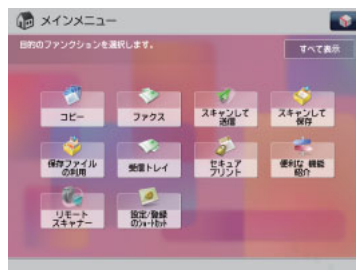 メインメニュー
目的のファンクションを選択します。
すべて表示
コピー
ファクス
スキャンして
送信
スキャンして
保存
保存ファイル
の利用
受信トレイ
セキュア
プリント
便利な 機能
紹介
リモート
スキャナー
設定/登録
のショートカット